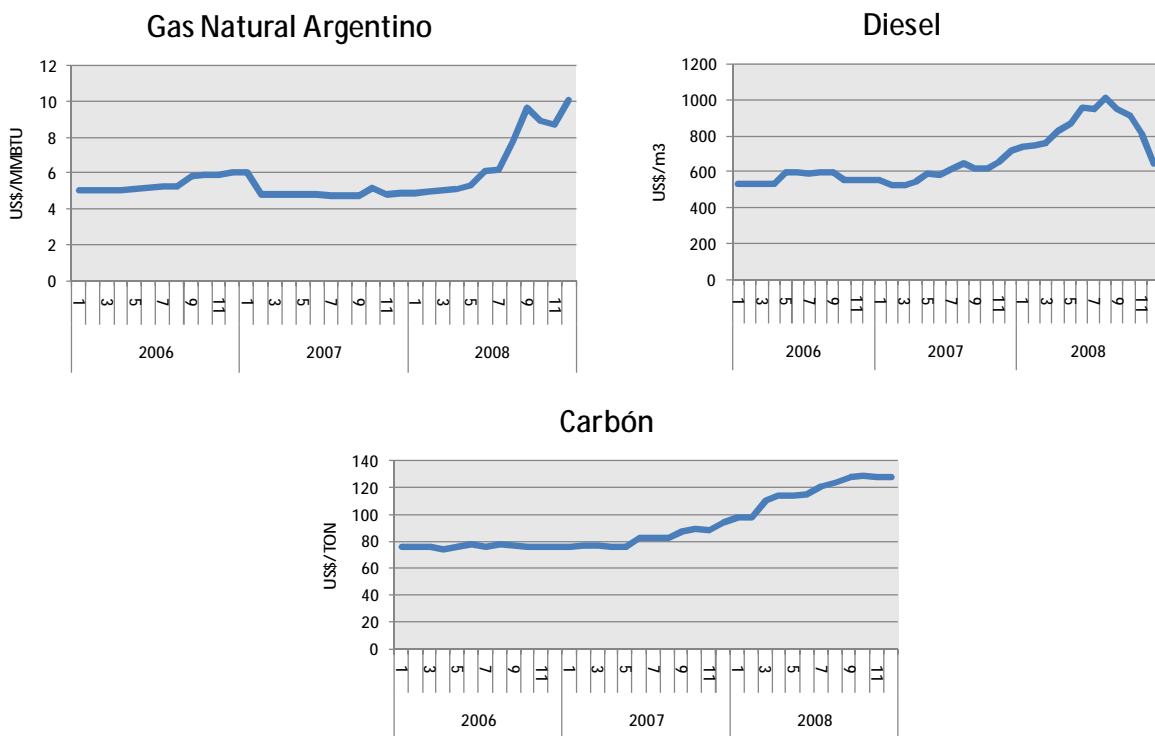 Gas Natural Argentino
US$/MMBTU
12
10
8
6
4
2
0
1 3 5 7 9 11 1 3 5 7 9 11 1 3 5 7 9 11
2006 2007 2008
Diesel
US$/m3
1200
1000
800
600
400
200
0
1 3 5 7 9 11 1 3 5 7 9 11 1 3 5 7 9 11
2006 2007 2008
Carbón
US$/TON
140
120
100
80
60
40
20
0
1 3 5 7 9 11 1 3 5 7 9 11 1 3 5 7 9 11
2006 2007 2008